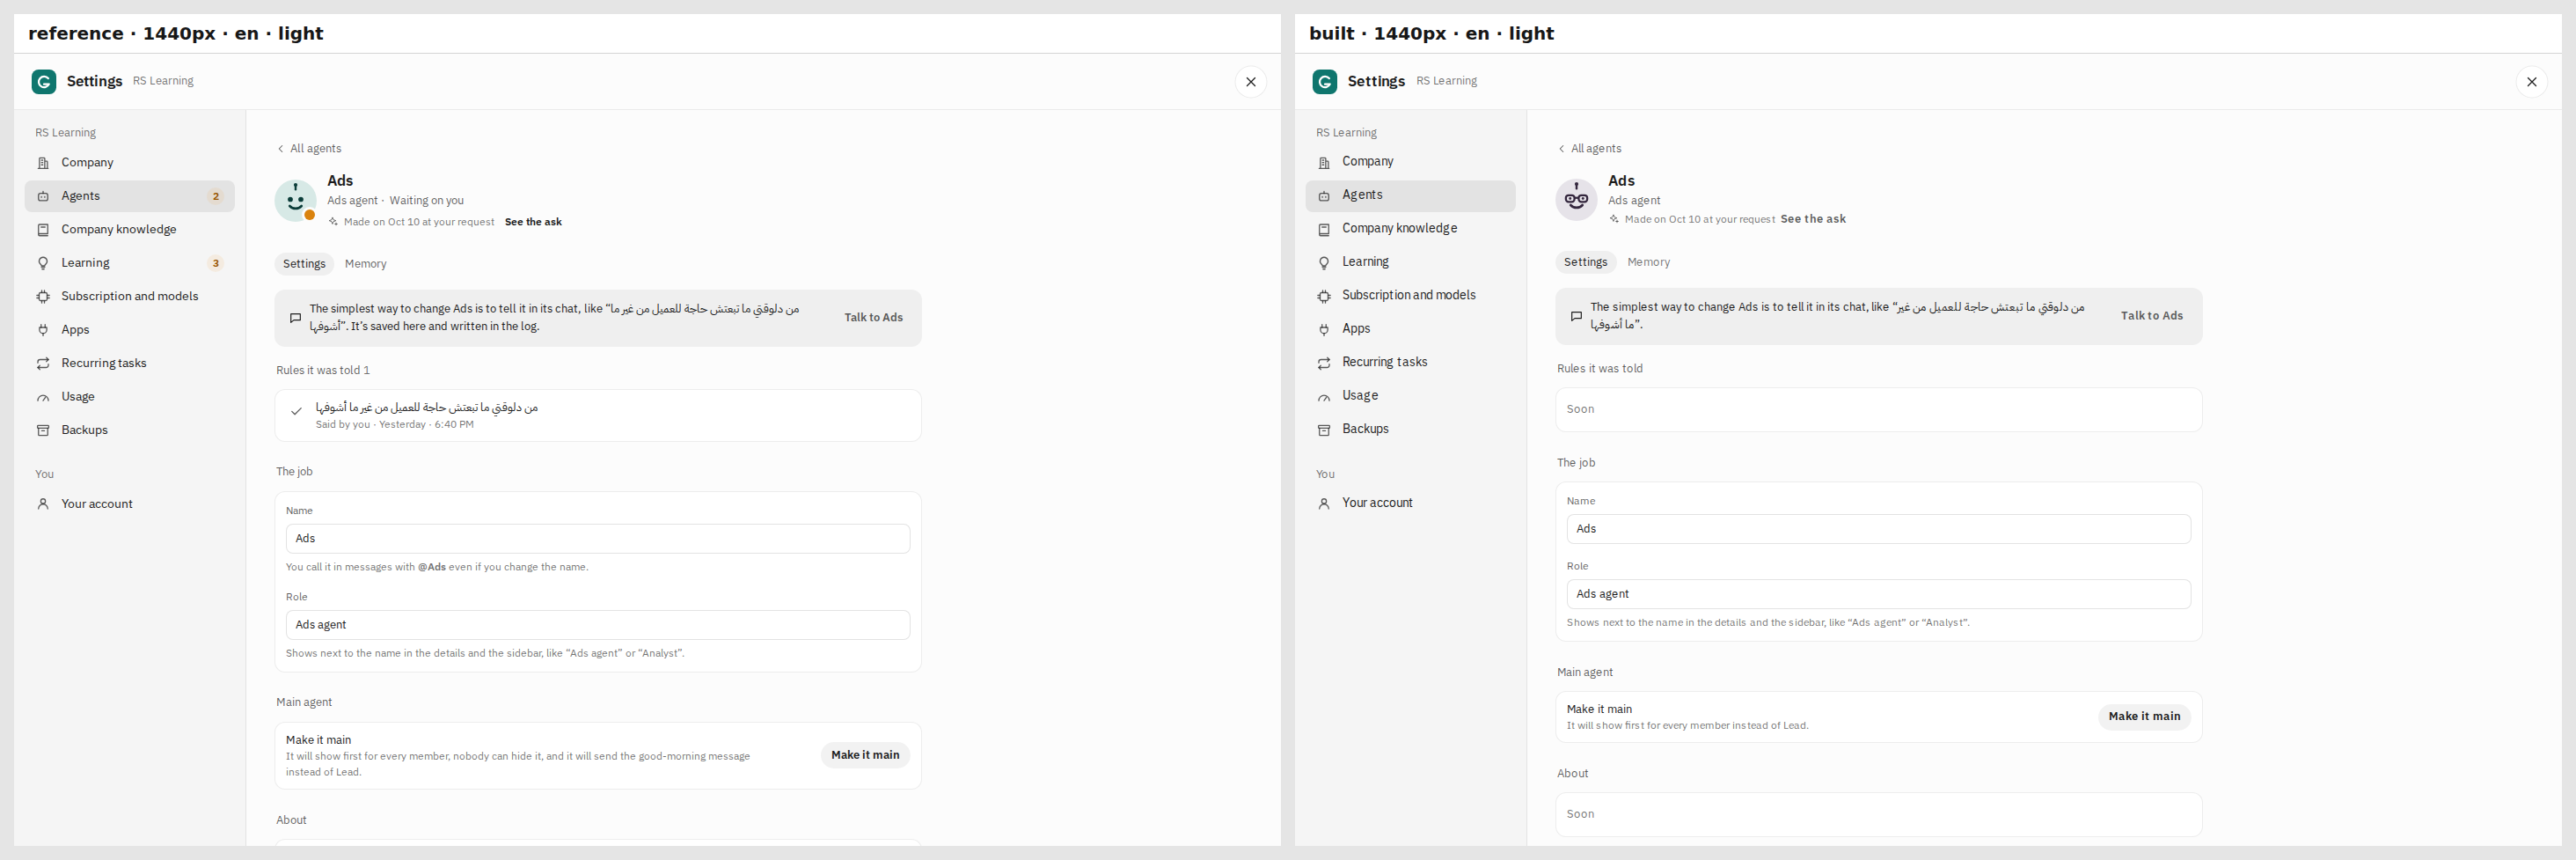 reference · 1440px · en · light
Settings RS Learning
RS Learning
Company
Agents 2
Company knowledge
Learning 3
Subscription and models
Apps
Recurring tasks
Usage
Backups
You
Your account
All agents
Ads
Ads agent · Waiting on you
Made on Oct 10 at your request See the ask
Settings Memory
The simplest way to change Ads is to tell it in its chat, like “من دلوقتي ما تبعتش حاجة للعميل من غير ما
أشوفها”. It’s saved here and written in the log.
Talk to Ads
Rules it was told 1
من دلوقتي ما تبعتش حاجة للعميل من غير ما أشوفها
Said by you · Yesterday · 6:40 PM
The job
Name
Ads
You call it in messages with @Ads even if you change the name.
Role
Ads agent
Shows next to the name in the details and the sidebar, like “Ads agent” or “Analyst”.
Main agent
Make it main
It will show first for every member, nobody can hide it, and it will send the good-morning message
instead of Lead.
Make it main
About
built · 1440px · en · light
Settings RS Learning
RS Learning
Company
Agents
Company knowledge
Learning
Subscription and models
Apps
Recurring tasks
Usage
Backups
You
Your account
All agents
Ads
Ads agent
Made on Oct 10 at your request See the ask
Settings Memory
The simplest way to change Ads is to tell it in its chat, like “من دلوقتي ما تبعتش حاجة للعميل من غير
ما أشوفها”.
Talk to Ads
Rules it was told
Soon
The job
Name
Ads
Role
Ads agent
Shows next to the name in the details and the sidebar, like “Ads agent” or “Analyst”.
Main agent
Make it main
It will show first for every member instead of Lead.
Make it main
About
Soon